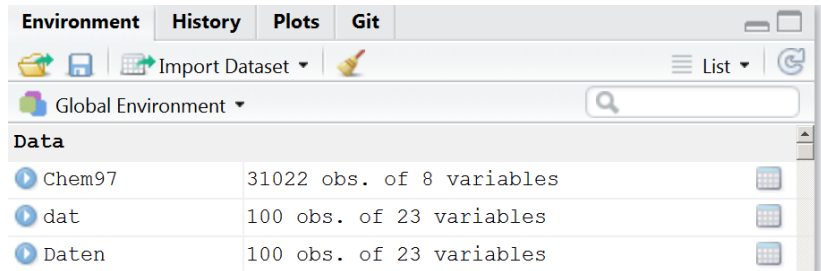 Environment History Plots Git
Import Dataset List
Global Environment
Data
Chem97 31022 obs. of 8 variables
dat 100 obs. of 23 variables
Daten 100 obs. of 23 variables